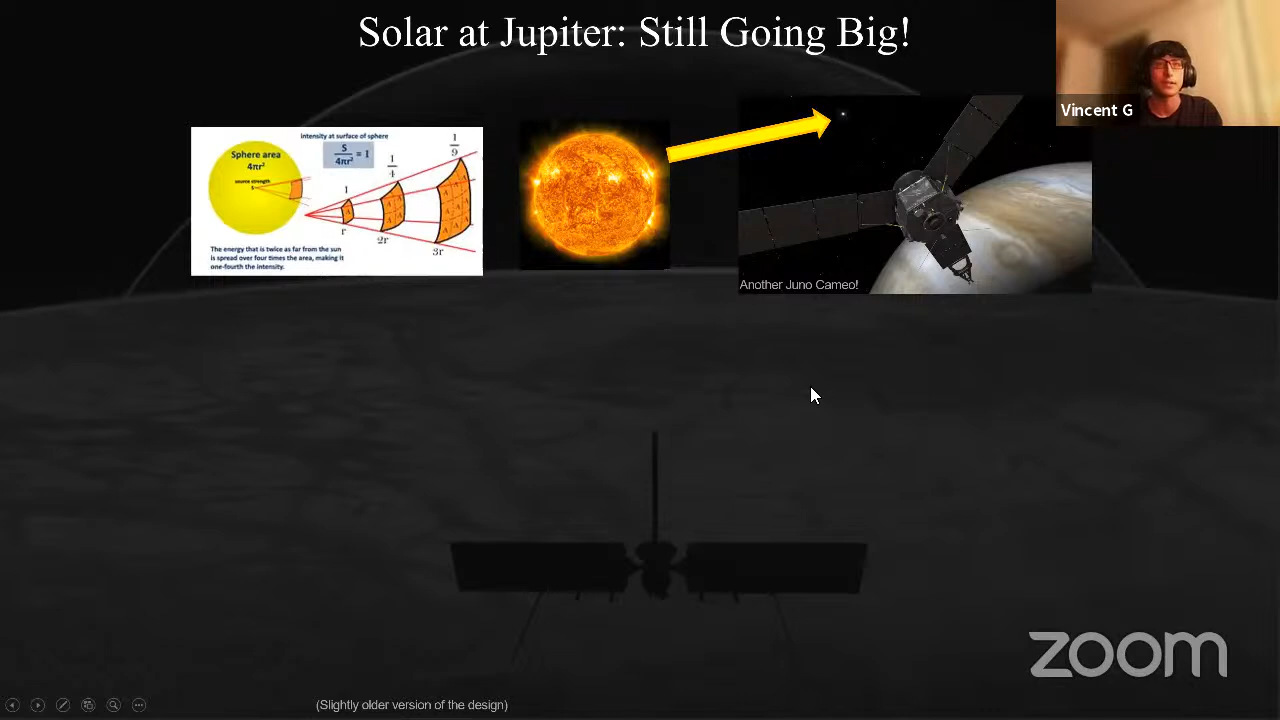 Solar at Jupiter: Still Going Big!
Vincent G
intensity at surface of sphere
Sphere area
4πr²
source strength
S
S
4πr²
= 1
1
1
4
1
9
A
r
2r
3r
The energy that is twice as far from the sun
is spread over four times the area, making it
one-fourth the intensity.
Another Juno Cameo!
zoom
(Slightly older version of the design)